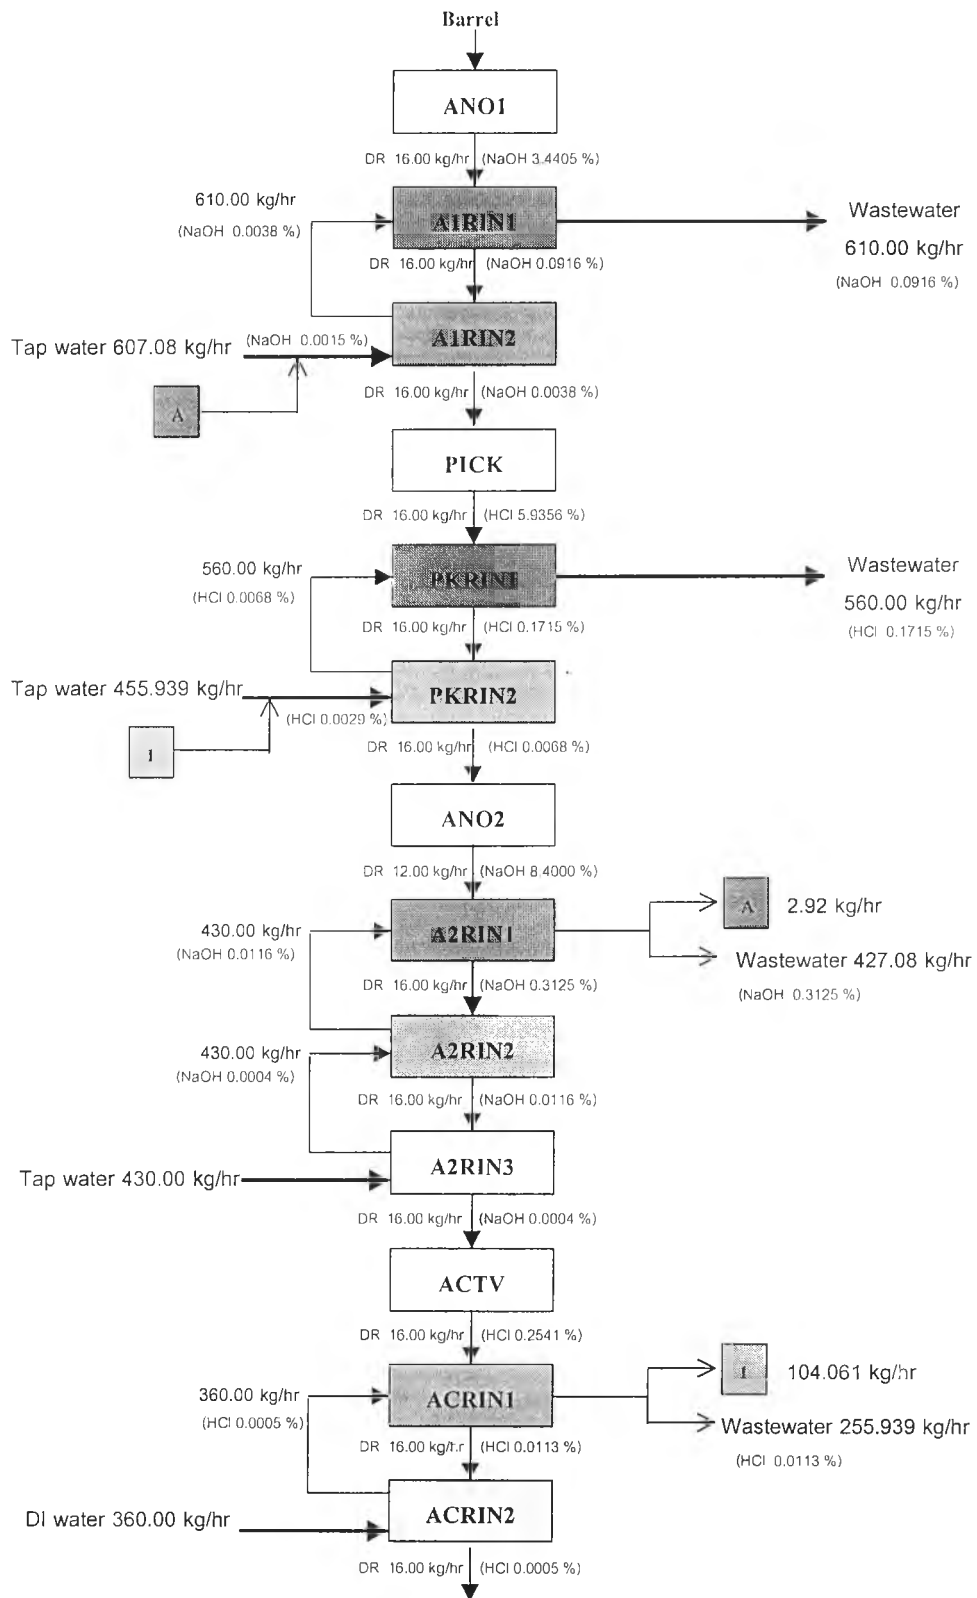 Barrel
ANO1
DR 16.00 kg/hr (NaOH 3.4405 %)
610.00 kg/hr
(NaOH 0.0038 %)
A1RIN1
Wastewater
610.00 kg/hr
(NaOH 0.0916 %)
DR 16.00 kg/hr (NaOH 0.0916 %)
A1RIN2
Tap water 607.08 kg/hr
(NaOH 0.0015 %)
A
DR 16.00 kg/hr (NaOH 0.0038 %)
PICK
DR 16.00 kg/hr (HCl 5.9356 %)
560.00 kg/hr
(HCl 0.0068 %)
PKRIN1
Wastewater
560.00 kg/hr
(HCl 0.1715 %)
DR 16.00 kg/hr (HCl 0.1715 %)
PKRIN2
Tap water 455.939 kg/hr
(HCl 0.0029 %)
I
DR 16.00 kg/hr (HCl 0.0068 %)
ANO2
DR 12.00 kg/hr (NaOH 8.4000 %)
A 2.92 kg/hr
430.00 kg/hr
(NaOH 0.0116 %)
A2RIN1
Wastewater 427.08 kg/hr
(NaOH 0.3125 %)
DR 16.00 kg/hr (NaOH 0.3125 %)
A2RIN2
430.00 kg/hr
(NaOH 0.0004 %)
DR 16.00 kg/hr (NaOH 0.0116 %)
A2RIN3
Tap water 430.00 kg/hr
DR 16.00 kg/hr (NaOH 0.0004 %)
ACTV
DR 16.00 kg/hr (HCl 0.2541 %)
I 104.061 kg/hr
360.00 kg/hr
(HCl 0.0005 %)
ACRIN1
Wastewater 255.939 kg/hr
(HCl 0.0113 %)
DR 16.00 kg/hr (HCl 0.0113 %)
ACRIN2
DI water 360.00 kg/hr
DR 16.00 kg/hr (HCl 0.0005 %)